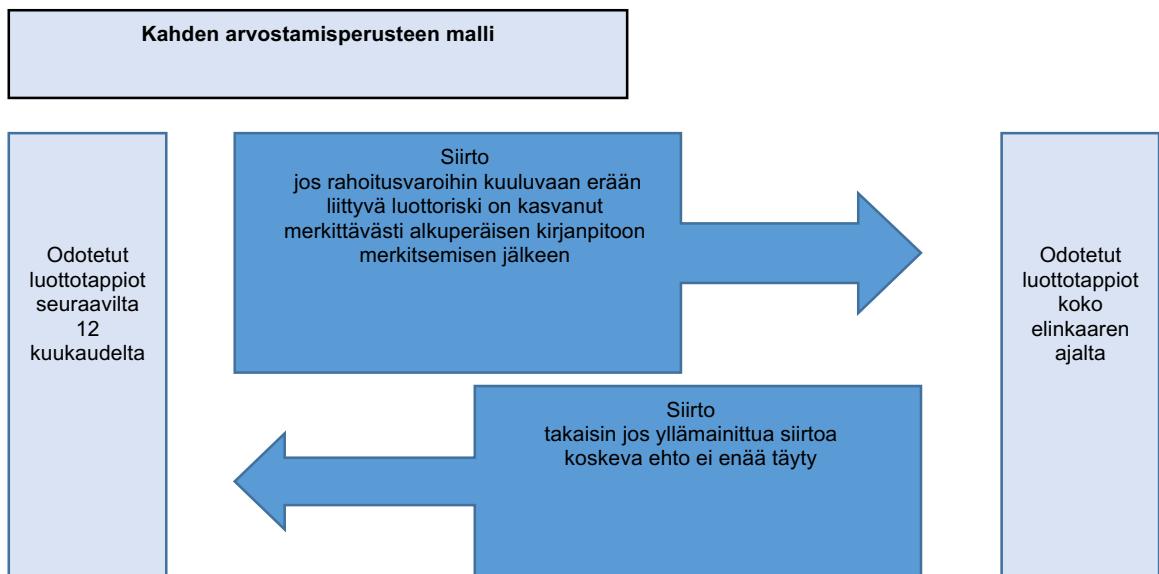 Kahden arvostamisperusteen malli
Odotetut
luottotappiot
seuraavilta
12
kuukaudelta
Siirto
jos rahoitusvaroihin kuuluvaan erään
liittyvä luottoriski on kasvanut
merkittävästi alkuperäisen kirjanpitoon
merkitsemisen jälkeen
Siirto
takaisin jos yllämainittua siirtoa
koskeva ehto ei enää täyty
Odotetut
luottotappiot
koko
elinkaaren
ajalta